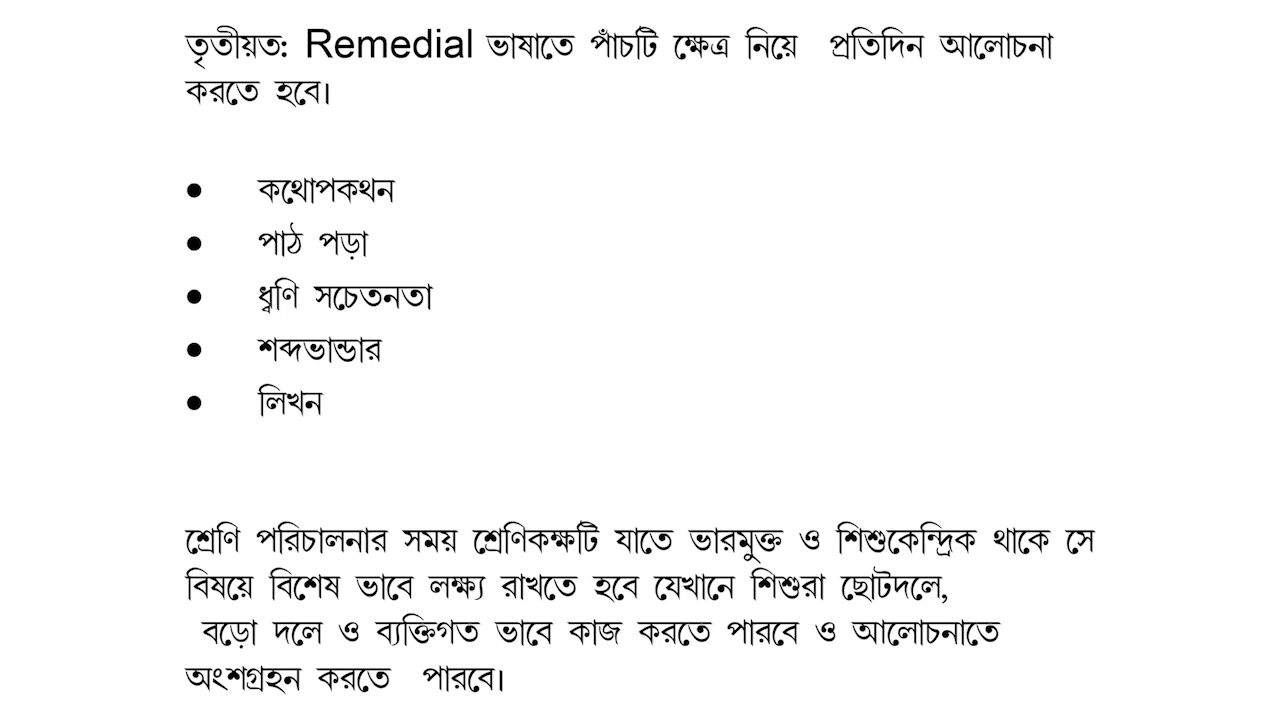 তৃতীয়ত: Remedial ভাষাতে পাঁচটি ক্ষেত্র নিয়ে প্রতিদিন আলোচনা
করতে হবে।
● কথোপকথন
● পাঠ পড়া
● ধ্বণি সচেতনতা
● শব্দভান্ডার
● লিখন
শ্রেণি পরিচালনার সময় শ্রেণিকক্ষটি যাতে ভারমুক্ত ও শিশুকেন্দ্রিক থাকে সে
বিষয়ে বিশেষ ভাবে লক্ষ্য রাখতে হবে যেখানে শিশুরা ছোটদলে,
বড়ো দলে ও ব্যক্তিগত ভাবে কাজ করতে পারবে ও আলোচনাতে
অংশগ্রহন করতে পারবে।